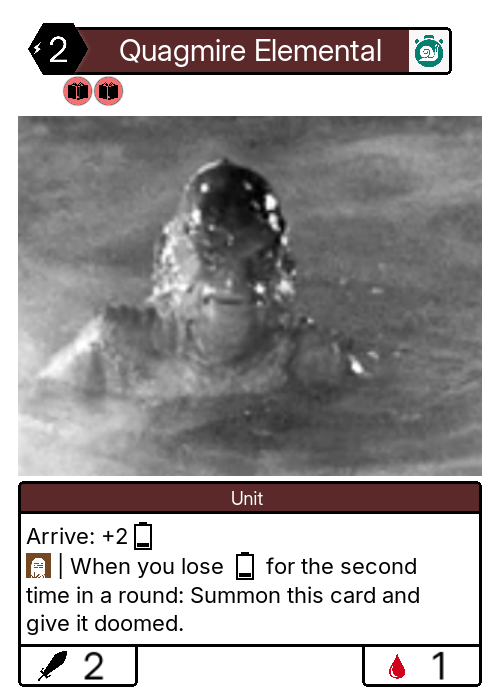 2
Quagmire Elemental
Unit
Arrive: +2
| When you lose for the second
time in a round: Summon this card and
give it doomed.
2
1